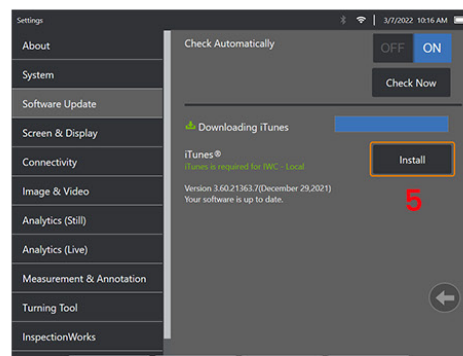 Settings
3/7/2022 10:16 AM
About
System
Software Update
Screen & Display
Connectivity
Image & Video
Analytics (Still)
Analytics (Live)
Measurement & Annotation
Turning Tool
InspectionWorks
Check Automatically
OFF ON
Check Now
Downloading iTunes
iTunes®
iTunes is required for IWC - Local
Install
Version 3.60.21363.7(December 29,2021)
Your software is up to date.
5